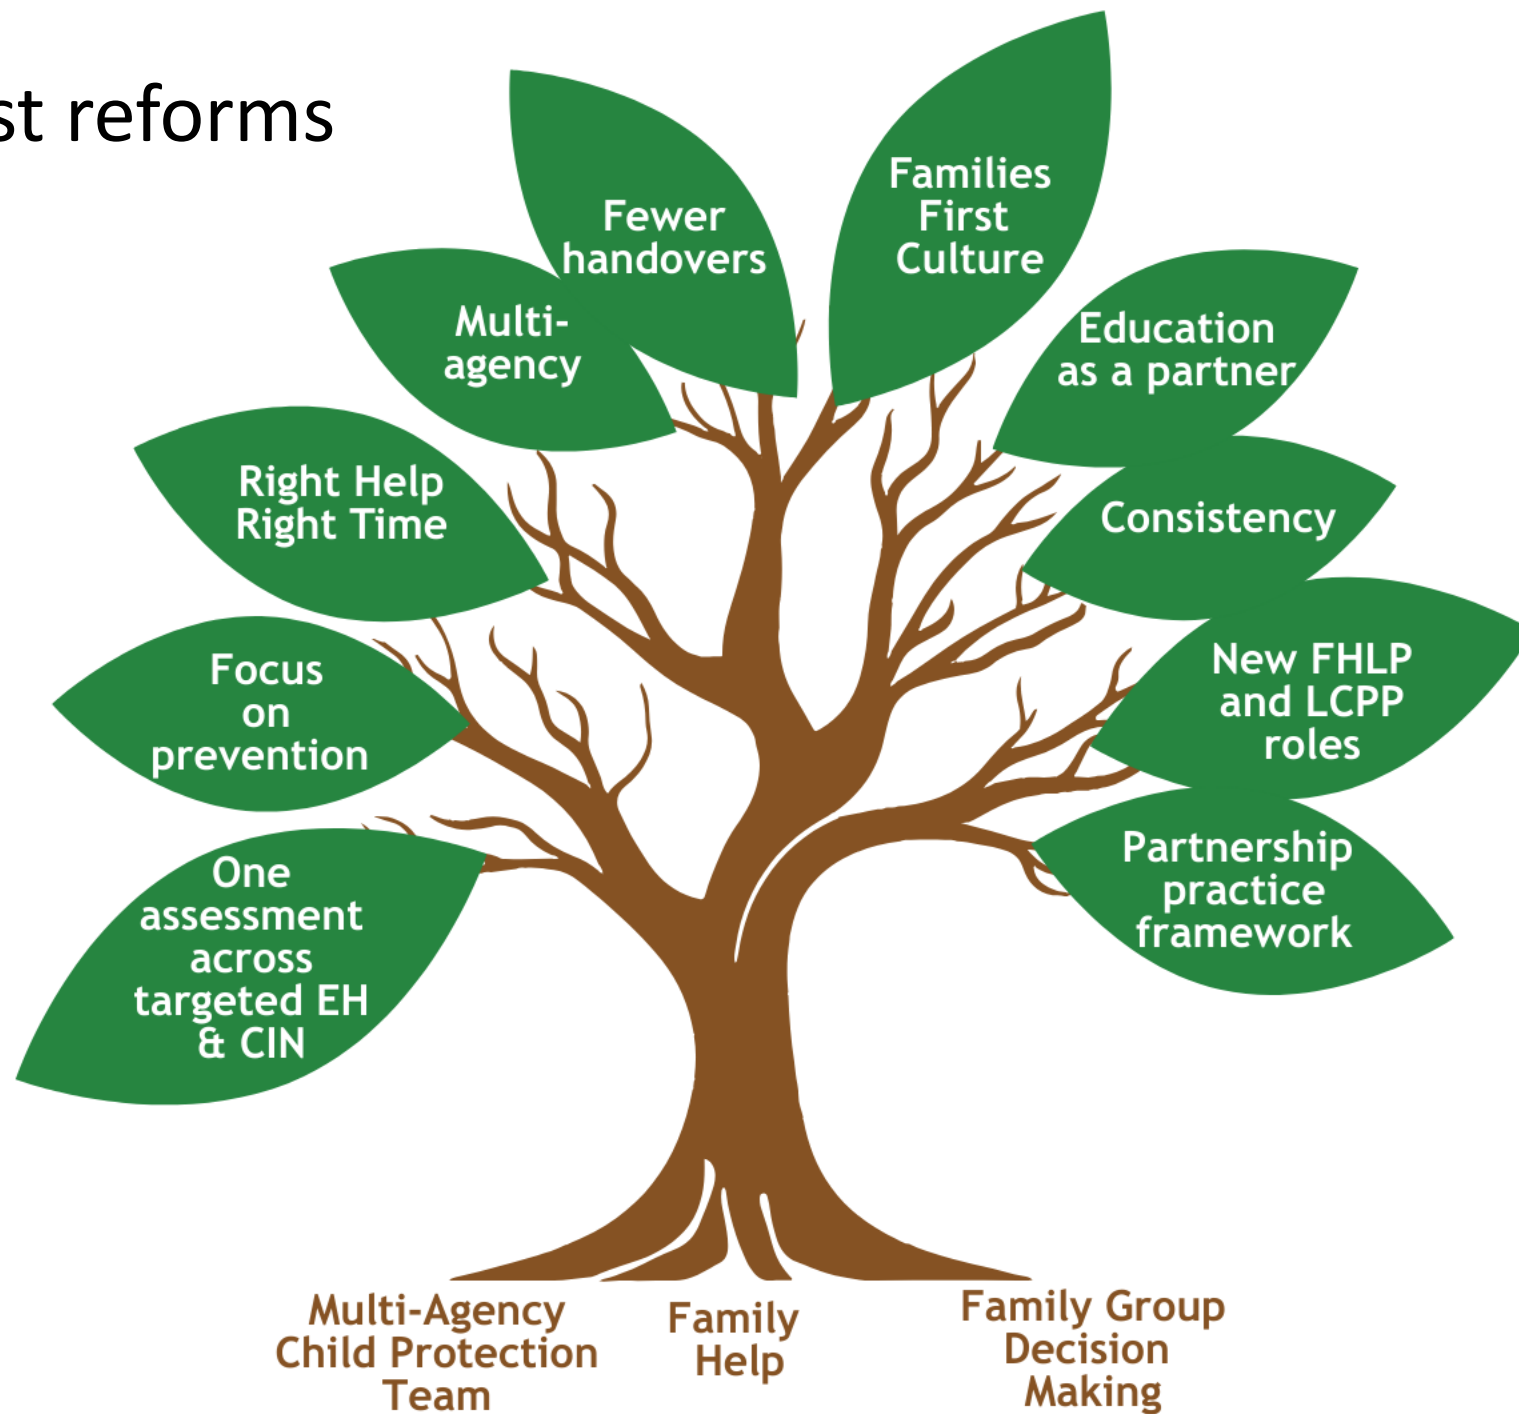 st reforms
Fewer
handovers
Families
First
Culture
Multi-
agency
Education
as a partner
Right Help
Right Time
Consistency
Focus
on
prevention
New FHLP
and LCPP
roles
One
assessment
across
targeted EH
& CIN
Partnership
practice
framework
Multi-Agency
Child Protection
Team
Family
Help
Family Group
Decision
Making